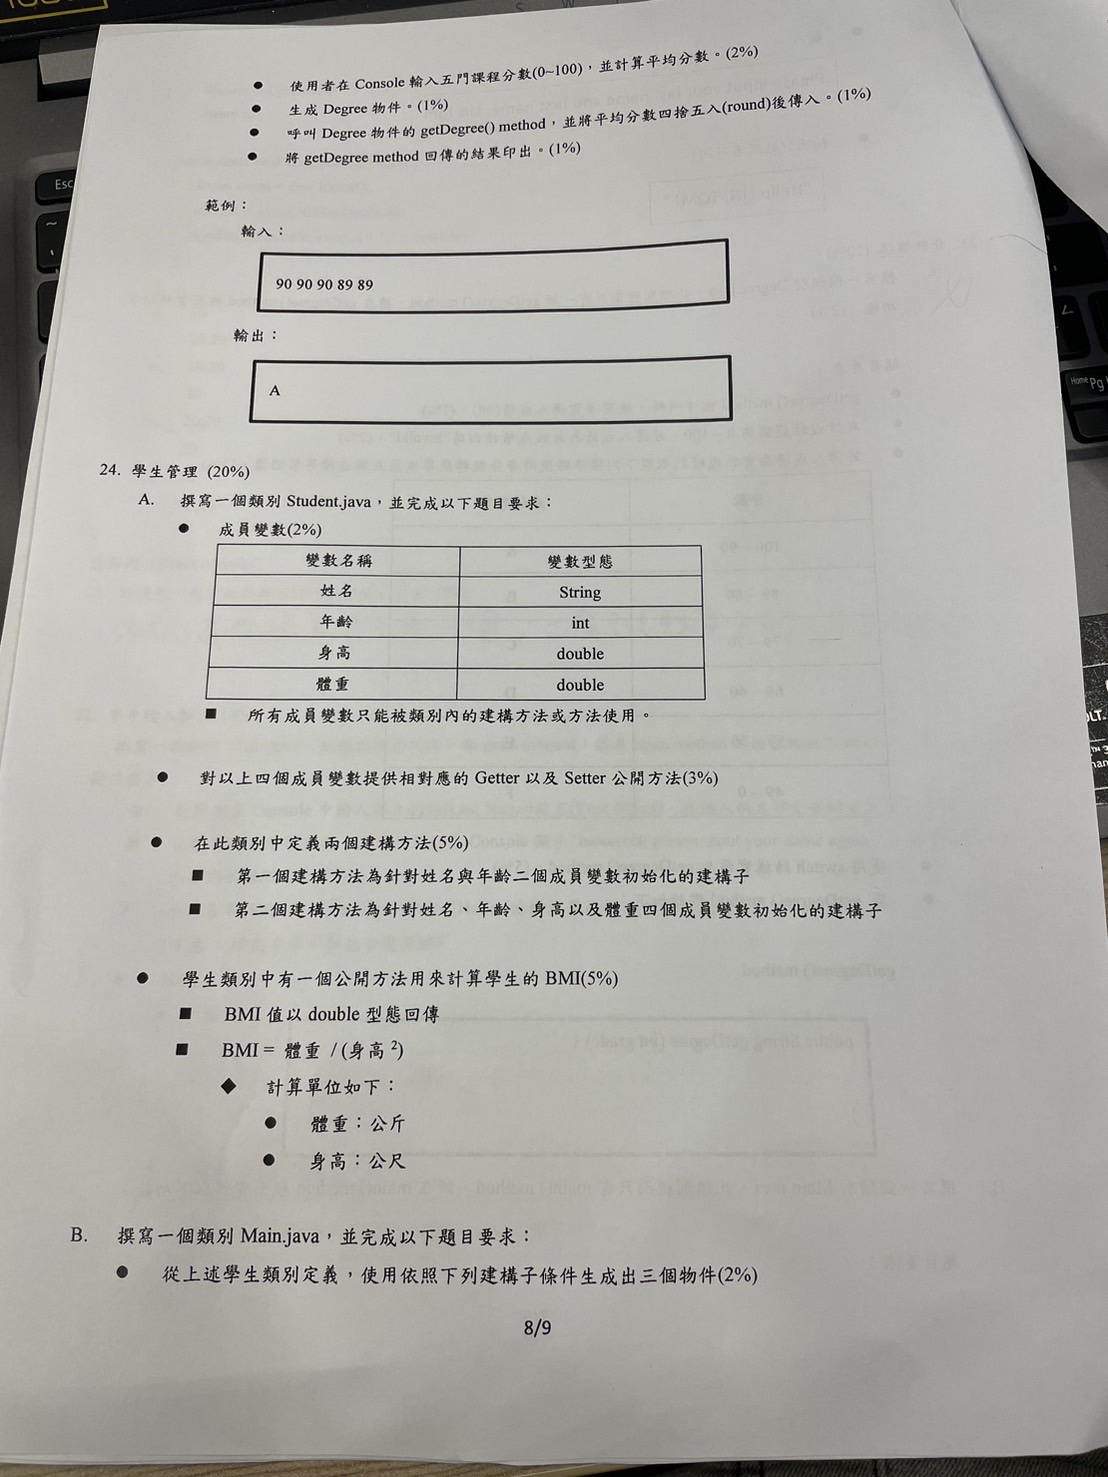 ● 使用者在 Console 輸入五門課程分數(0~100)，並計算平均分數。(2%)
● 生成 Degree 物件。(1%)
● 呼叫 Degree 物件的 getDegree() method，並將平均分數四捨五入(round)後傳入。(1%)
● 將 getDegree method 回傳的結果印出。(1%)
範例：
輸入：
90 90 90 89 89
輸出：
A
24. 學生管理 (20%)
A. 撰寫一個類別 Student.java，並完成以下題目要求：
● 成員變數(2%)
變數名稱 變數型態
姓名 String
年齡 int
身高 double
體重 double
■ 所有成員變數只能被類別內的建構方法或方法使用。
● 對以上四個成員變數提供相對應的 Getter 以及 Setter 公開方法(3%)
● 在此類別中定義兩個建構方法(5%)
■ 第一個建構方法為針對姓名與年齡二個成員變數初始化的建構子
■ 第二個建構方法為針對姓名、年齡、身高以及體重四個成員變數初始化的建構子
● 學生類別中有一個公開方法用來計算學生的 BMI(5%)
■ BMI 值以 double 型態回傳
■ BMI = 體重 / (身高 ²)
◆ 計算單位如下：
● 體重：公斤
● 身高：公尺
B. 撰寫一個類別 Main.java，並完成以下題目要求：
● 從上述學生類別定義，使用依照下列建構子條件生成出三個物件(2%)
8/9
Esc
Home
Pg